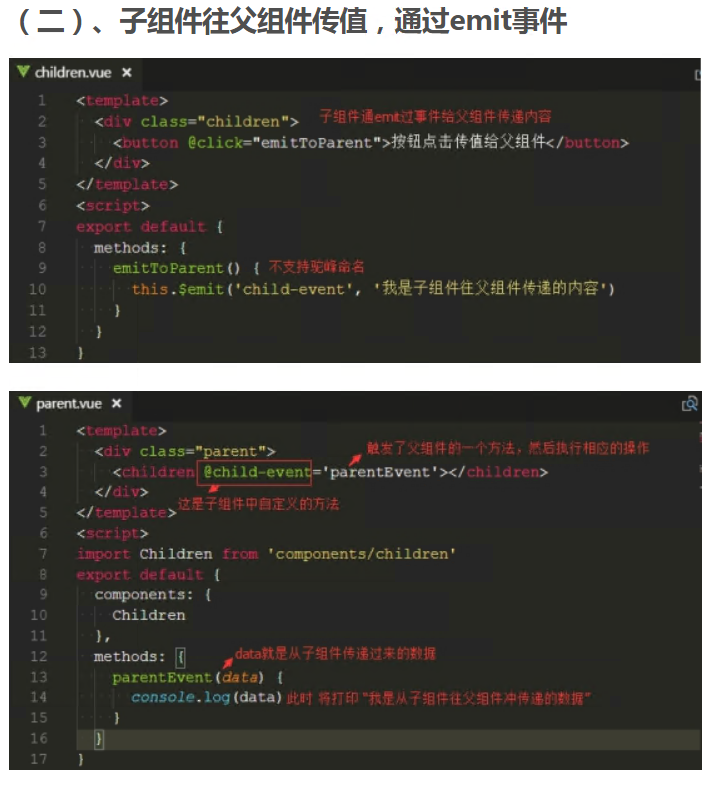 （二）、子组件往父组件传值，通过emit事件
children.vue ×
1 <template>
2 <div class="children"> 子组件通emit过事件给父组件传递内容
3 <button @click="emitToParent">按钮点击传值给父组件</button>
4 </div>
5 </template>
6 <script>
7 export default {
8 methods: {
9 emitToParent() { 不支持驼峰命名
10 this.$emit('child-event', '我是子组件往父组件传递的内容')
11 }
12 }
13 }
parent.vue ×
1 <template>
2 <div class="parent"> 触发了父组件的一个方法，然后执行相应的操作
3 <children @child-event='parentEvent'></children>
4 </div>
5 </template> 这是子组件中自定义的方法
6 <script>
7 import Children from 'components/children'
8 export default {
9 components: {
10 Children
11 },
12 methods: { data就是从子组件传递过来的数据
13 parentEvent(data) {
14 console.log(data) 此时 将打印 “我是从子组件往父组件冲传递的数据”
15 }
16 }
17 }